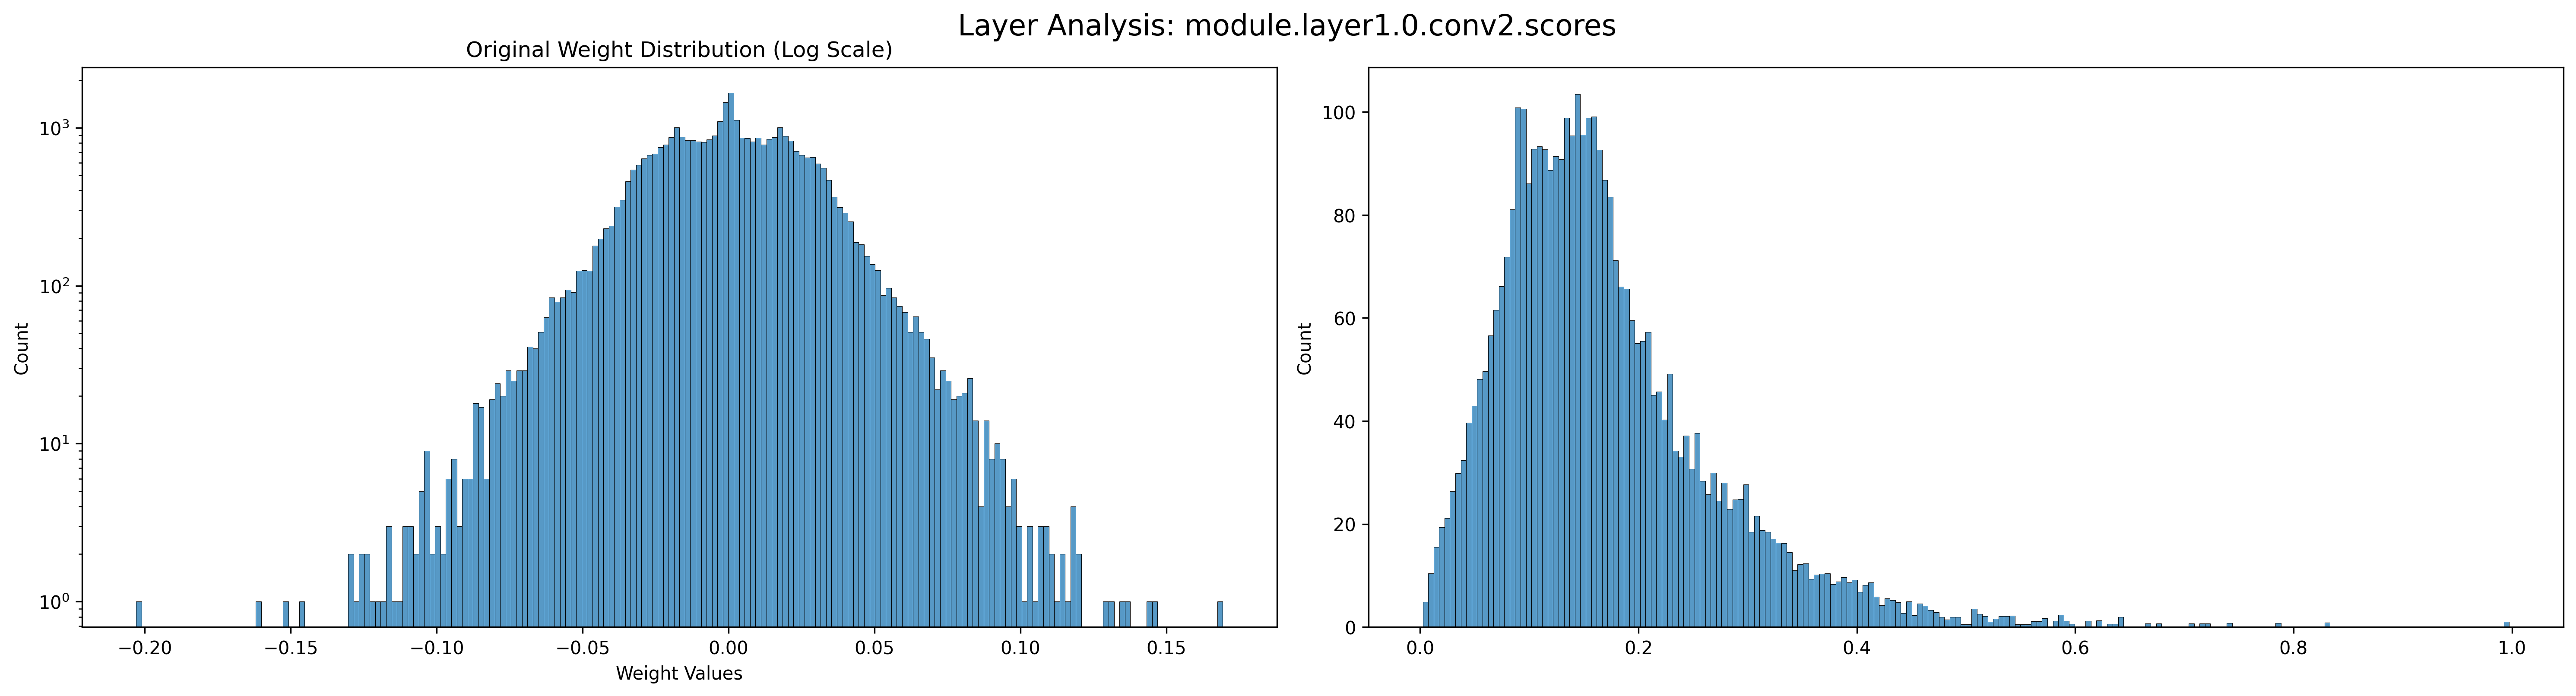 Layer Analysis: module.layer1.0.conv2.scores
Original Weight Distribution (Log Scale)
Count
10³
10²
10¹
10⁰
−0.20 −0.15 −0.10 −0.05 0.00 0.05 0.10 0.15
Weight Values
Count
100
80
60
40
20
0
0.0 0.2 0.4 0.6 0.8 1.0